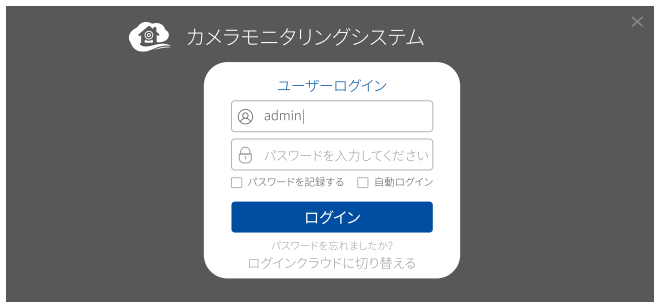 カメラモニタリングシステム
ユーザーログイン
admin
パスワードを入力してください
パスワードを記録する 自動ログイン
ログイン
パスワードを忘れましたか?
ログインクラウドに切り替える